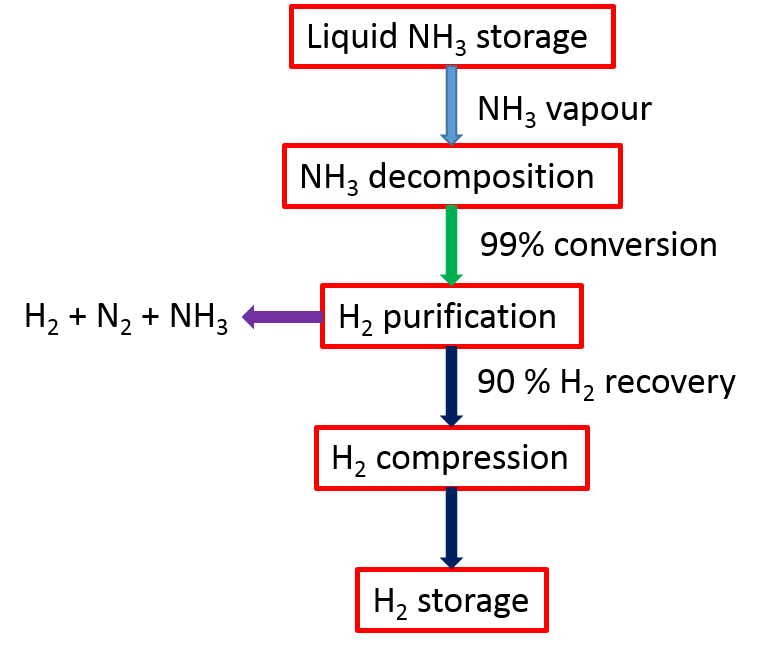 Liquid NH₃ storage
NH₃ vapour
NH₃ decomposition
99% conversion
H₂ + N₂ + NH₃
H₂ purification
90 % H₂ recovery
H₂ compression
H₂ storage